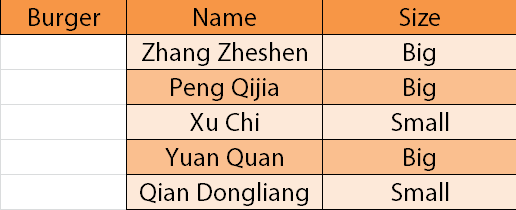 Burger Name Size
Zhang Zheshen Big
Peng Qijia Big
Xu Chi Small
Yuan Quan Big
Qian Dongliang Small